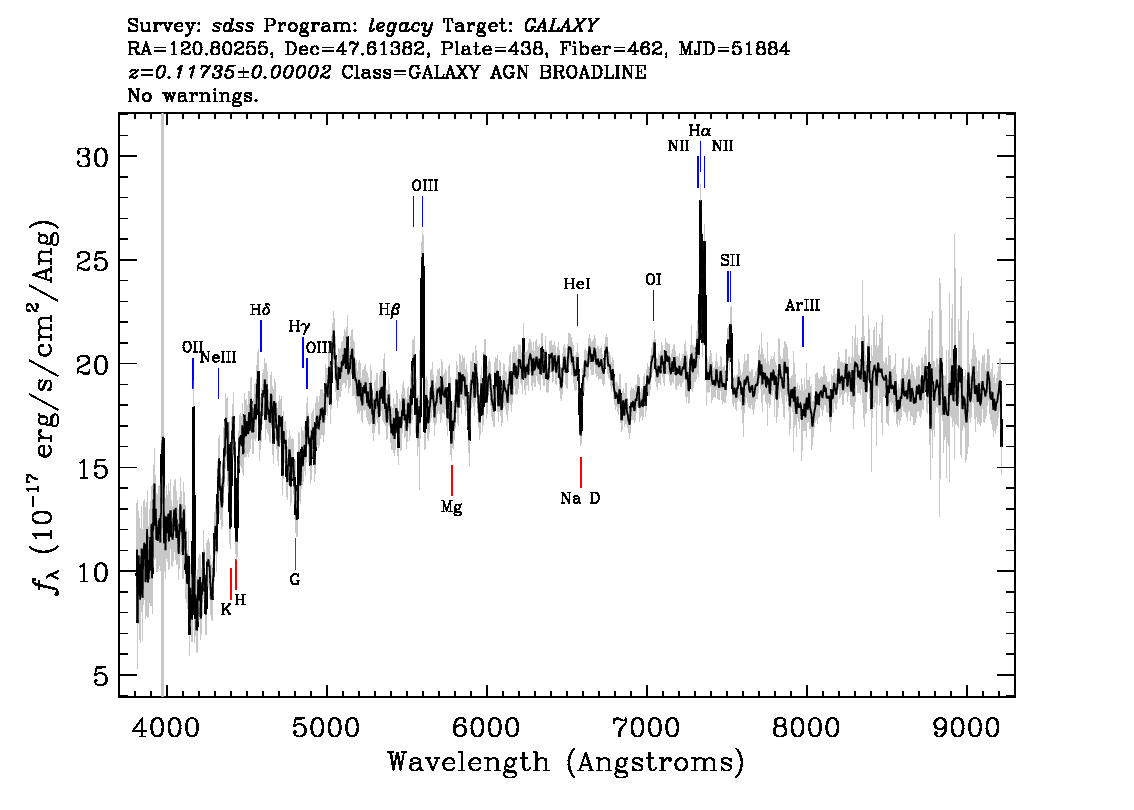 Survey: sdss Program: legacy Target: GALAXY
RA=120.80255, Dec=47.61382, Plate=438, Fiber=462, MJD=51884
z=0.11735±0.00002 Class=GALAXY AGN BROADLINE
No warnings.
Hα
NII NII
OIII
SII
HeI OI
ArIII
Hδ Hβ
Hγ
OII NeIII OIII
Mg
Na D
G
K H
30
25
20
15
10
5
fλ (10⁻¹⁷ erg/s/cm²/Ang)
4000 5000 6000 7000 8000 9000
Wavelength (Angstroms)